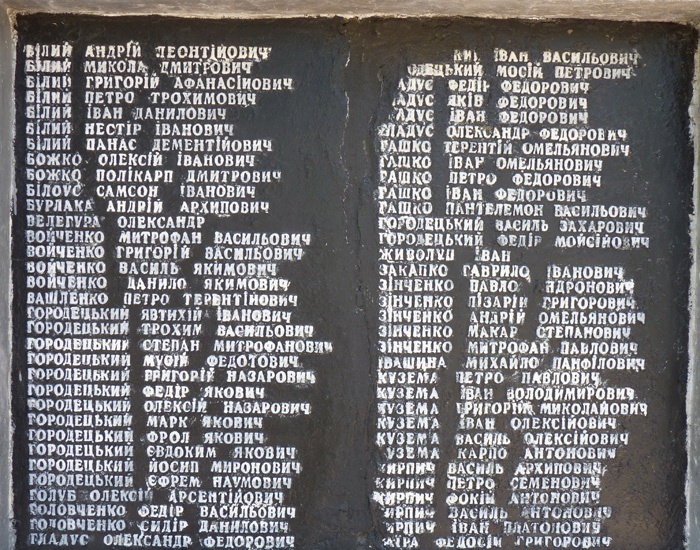 БІЛИЙ АНДРІЙ ЛЕОНТІЙОВИЧ
БІЛИЙ МИКОЛА ДМИТРОВИЧ
БІЛИЙ ГРИГОРІЙ АФАНАСІЙОВИЧ
БІЛИЙ ПЕТРО ТРОХИМОВИЧ
БІЛИЙ ІВАН ДАНИЛОВИЧ
БІЛИЙ НЕСТІР ІВАНОВИЧ
БІЛИЙ ПАНАС ДЕМЕНТІЙОВИЧ
БОЖКО ОЛЕКСІЙ ІВАНОВИЧ
БОЖКО ПОЛІКАРП ДМИТРОВИЧ
БІЛОУС САМСОН ІВАНОВИЧ
БУРЛАКА АНДРІЙ АРХИПОВИЧ
ВЕЛЕГУРА ОЛЕКСАНДР
ВОЙЧЕНКО МИТРОФАН ВАСИЛЬОВИЧ
ВОЙЧЕНКО ГРИГОРІЙ ВАСИЛЬОВИЧ
ВОЙЧЕНКО ВАСИЛЬ ЯКИМОВИЧ
ВОЙЧЕНКО ДАНИЛО ЯКИМОВИЧ
ВАЩЛЕНКО ПЕТРО ТЕРЕНТІЙОВИЧ
ГОРОДЕЦЬКИЙ ЯВТИХІЙ ІВАНОВИЧ
ГОРОДЕЦЬКИЙ ТРОХИМ ВАСИЛЬОВИЧ
ГОРОДЕЦЬКИЙ СТЕПАН МИТРОФАНОВИЧ
ГОРОДЕЦЬКИЙ МУФІЙ ФЕДОТОВИЧ
ГОРОДЕЦЬКИЙ ГРИГОРІЙ НАЗАРОВИЧ
ГОРОДЕЦЬКИЙ ФЕДІР ЯКОВИЧ
ГОРОДЕЦЬКИЙ ОЛЕКСІЙ НАЗАРОВИЧ
ГОРОДЕЦЬКИЙ МАРК ЯКОВИЧ
ГОРОДЕЦЬКИЙ ФРОЛ ЯКОВИЧ
ГОРОДЕЦЬКИЙ ЄВДОКИМ ЯКОВИЧ
ГОРОДЕЦЬКИЙ ЙОСИП МИРОНОВИЧ
ГОРОДЕЦЬКИЙ ЄФРЕМ НАУМОВИЧ
ГОЛУБ ОЛЕКСІЙ АРСЕНТІЙОВИЧ
ГОЛОВЧЕНКО ФЕДІР ВАСИЛЬОВИЧ
ГОЛОВЧЕНКО СИДІР ДАНИЛОВИЧ
ГЛАДУС ОЛЕКСАНДР ФЕДОРОВИЧ
ІВАН ВАСИЛЬОВИЧ
МОСІЙ ПЕТРОВИЧ
ФЕДІР ФЕДОРОВИЧ
ЯКІВ ФЕДОРОВИЧ
ІВАН ФЕДОРОВИЧ
ГЛАДУС ОЛЕКСАНДР ФЕДОРОВИЧ
ГАШКО ТЕРЕНТІЙ ОМЕЛЬЯНОВИЧ
ГАШКО ІВАН ОМЕЛЬЯНОВИЧ
ГАШКО ПЕТРО ФЕДОРОВИЧ
ГАШКО ІВАН ФЕДОРОВИЧ
ГАШКО ПАНТЕЛЕМОН ВАСИЛЬОВИЧ
ГОРОДЕЦЬКИЙ ВАСИЛЬ ЗАХАРОВИЧ
ГОРОДЕЦЬКИЙ ФЕДІР МОЙСІЙОВИЧ
ЖИВОЛУП ІВАН
ЗАКАПКО ГАВРИЛО ІВАНОВИЧ
ЗІНЧЕНКО ПАВЛО АНДРОНОВИЧ
ЗІНЧЕНКО ЛІЗАРІЙ ГРИГОРОВИЧ
ЗІНЧЕНКО АНДРІЙ ОМЕЛЬЯНОВИЧ
ЗІНЧЕНКО МАКАР СТЕПАНОВИЧ
ЗІНЧЕНКО МИТРОФАН ПАВЛОВИЧ
ІВАШИНА МИХАЙЛО ПАНФІЛОВИЧ
КУЗЕМА ПЕТРО ПАВЛОВИЧ
КУЗЕМА ІВАН ВОЛОДИМИРОВИЧ
КУЗЕМА ГРИГОРІЙ МИКОЛАЙОВИЧ
КУЗЕМА ІВАН ОЛЕКСІЙОВИЧ
КУЗЕМА ВАСИЛЬ ОЛЕКСІЙОВИЧ
КУЗЕМА КАРПО АНТОНОВИЧ
КИРПИЧ ВАСИЛЬ АРХИПОВИЧ
КИРПИЧ ПЕТРО СЕМЕНОВИЧ
КИРПИЧ ФОКІЙ АНТОНОВИЧ
КИРПИЧ ВАСИЛЬ АНТОНОВИЧ
КИРПИЧ ІВАН ПЛАТОНОВИЧ
ФЕДОСІЙ ГРИГОРОВИЧ